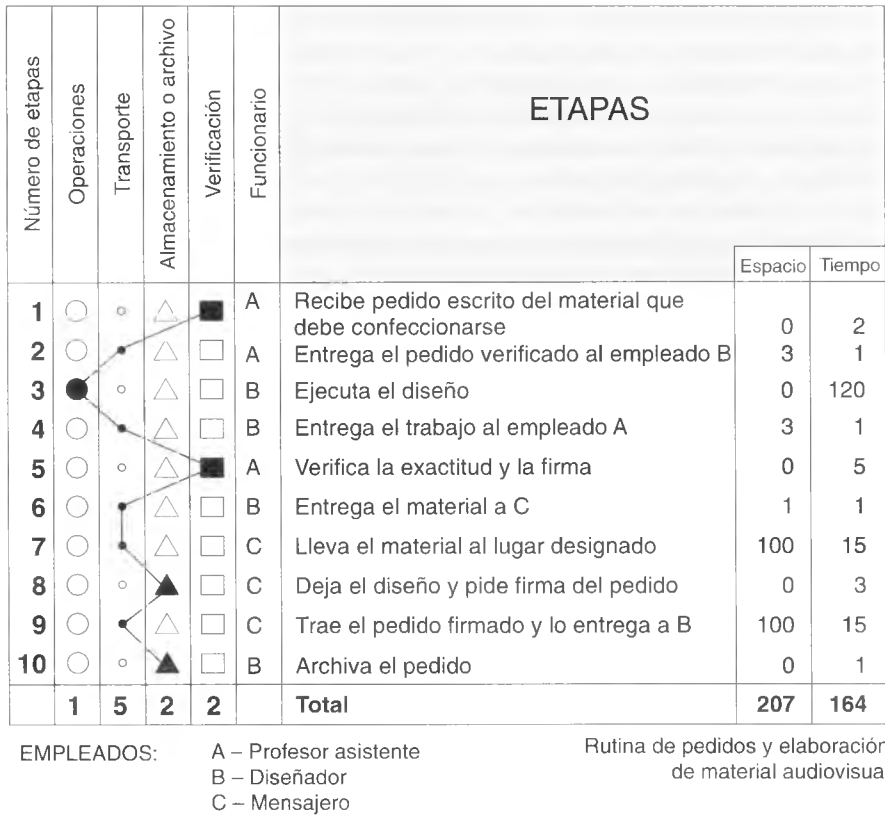 Número de etapas
Operaciones
Transporte
Almacenamiento o archivo
Verificación
Funcionario
ETAPAS
Espacio Tiempo
1 A Recibe pedido escrito del material que
debe confeccionarse 0 2
2 A Entrega el pedido verificado al empleado B 3 1
3 B Ejecuta el diseño 0 120
4 B Entrega el trabajo al empleado A 3 1
5 A Verifica la exactitud y la firma 0 5
6 B Entrega el material a C 1 1
7 C Lleva el material al lugar designado 100 15
8 C Deja el diseño y pide firma del pedido 0 3
9 C Trae el pedido firmado y lo entrega a B 100 15
10 B Archiva el pedido 0 1
1 5 2 2 Total 207 164
EMPLEADOS: A – Profesor asistente
B – Diseñador
C – Mensajero
Rutina de pedidos y elaboración
de material audiovisua